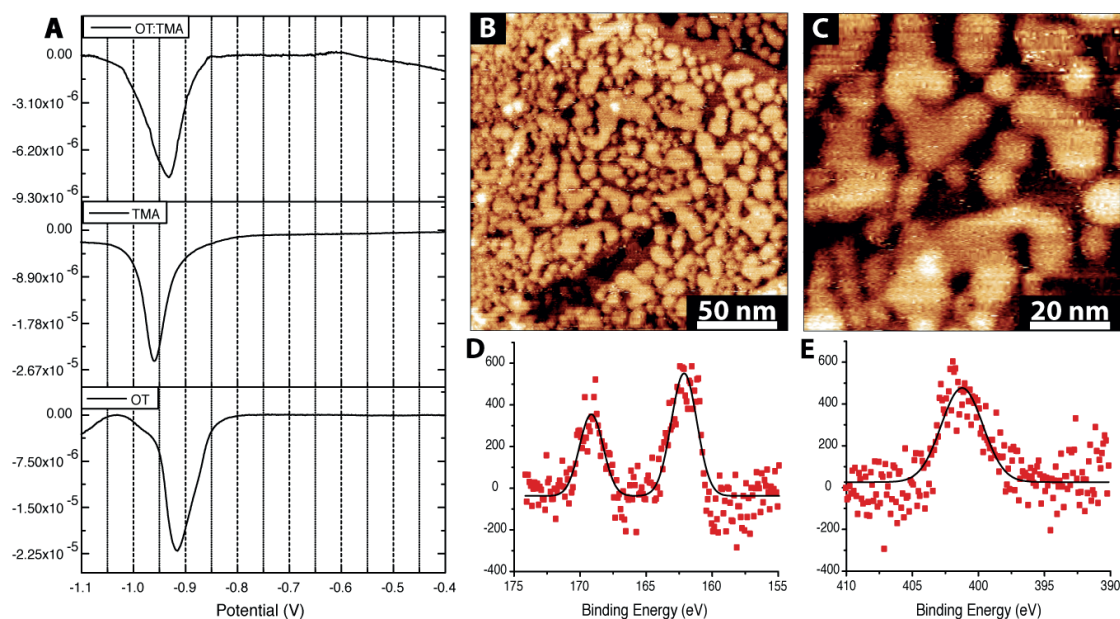 A
OT:TMA
0.00
-3.10x10 -6
-6.20x10 -6
-9.30x10 -6
TMA
0.00
-8.90x10 -6
-1.78x10 -5
-2.67x10 -5
OT
0.00
-7.50x10 -6
-1.50x10 -5
-2.25x10 -5
-1.1 -1.0 -0.9 -0.8 -0.7 -0.6 -0.5 -0.4
Potential (V)
B
50 nm
C
20 nm
D
600
400
200
0
-200
-400
175 170 165 160 155
Binding Energy (eV)
E
600
400
200
0
-200
-400
410 405 400 395 390
Binding Energy (eV)